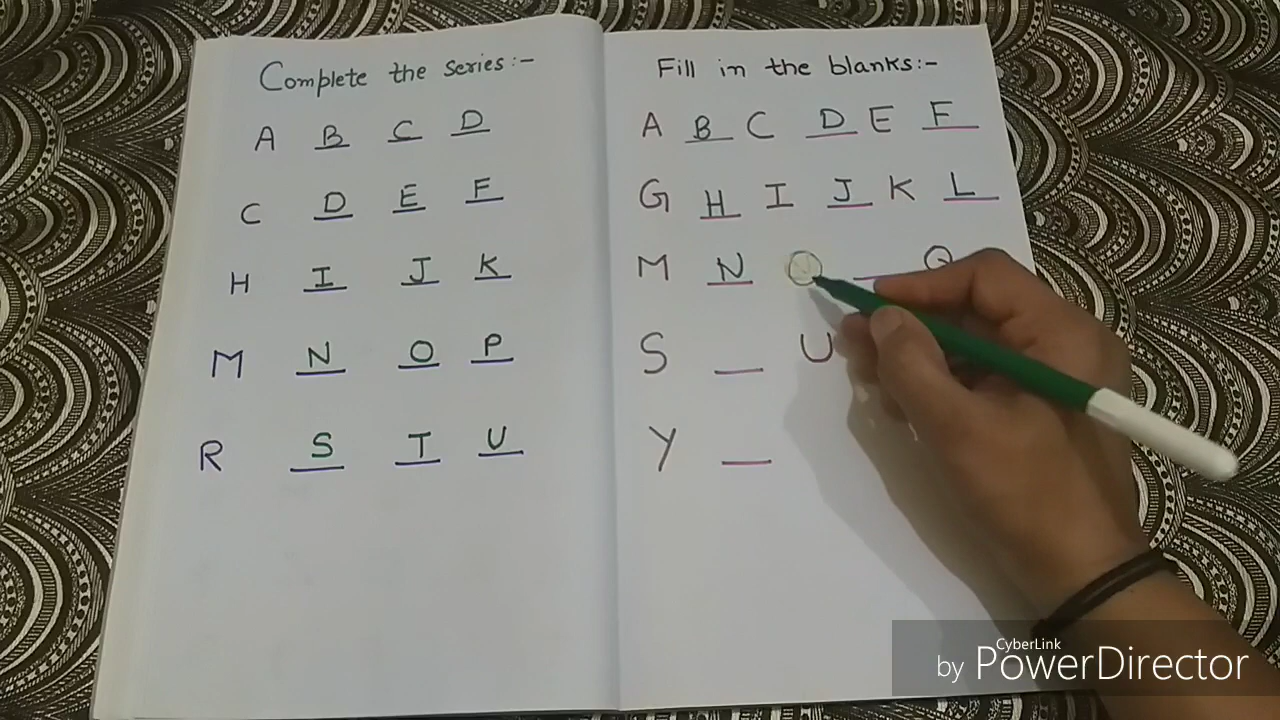 Complete the series:-
A B C D
C D E F
H I J K
M N O P
R S T U
Fill in the blanks:-
A B C D E F
G H I J K L
M N O _ Q
S _ U
Y _
CyberLink
by PowerDirector